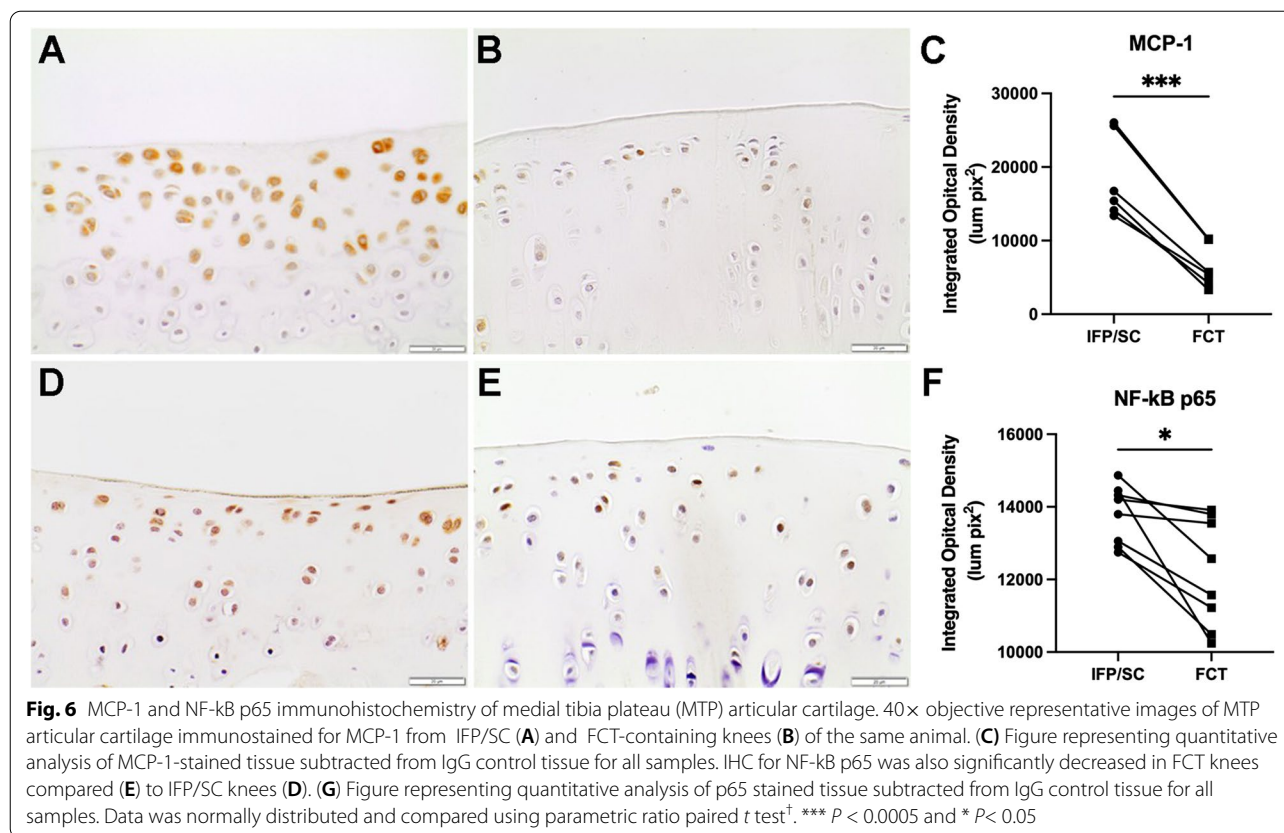 A
B
C
MCP-1
***
30000
20000
10000
0
Integrated Opitcal Density
(lum pix²)
IFP/SC
FCT
D
E
F
NF-kB p65
*
16000
14000
12000
10000
Integrated Opitcal Density
(lum pix²)
IFP/SC
FCT
Fig. 6 MCP-1 and NF-kB p65 immunohistochemistry of medial tibia plateau (MTP) articular cartilage. 40× objective representative images of MTP
articular cartilage immunostained for MCP-1 from IFP/SC (A) and FCT-containing knees (B) of the same animal. (C) Figure representing quantitative
analysis of MCP-1-stained tissue subtracted from IgG control tissue for all samples. IHC for NF-kB p65 was also significantly decreased in FCT knees
compared (E) to IFP/SC knees (D). (G) Figure representing quantitative analysis of p65 stained tissue subtracted from IgG control tissue for all
samples. Data was normally distributed and compared using parametric ratio paired t test†. *** P < 0.0005 and * P< 0.05